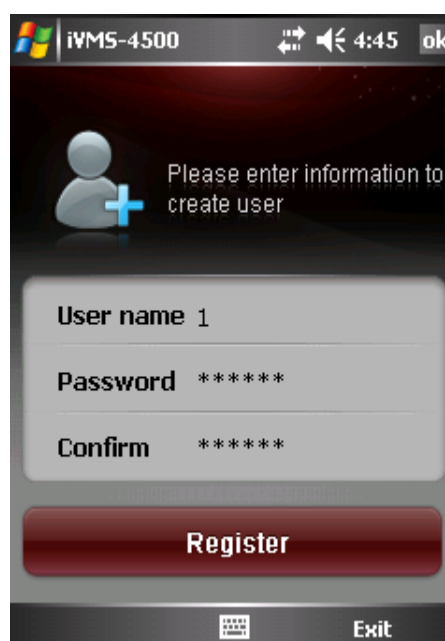 iVMS-4500 4:45 ok
Please enter information to
create user
User name 1
Password ******
Confirm ******
Register
Exit